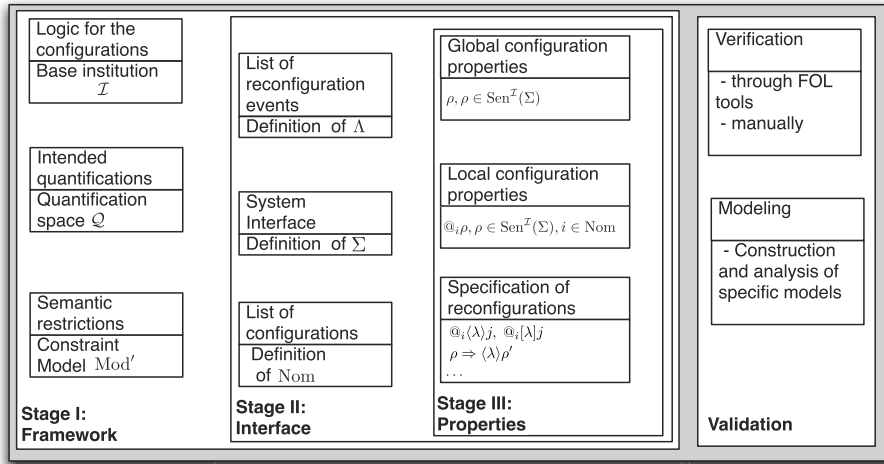 Logic for the
configurations
Base institution
ℐ
Intended
quantifications
Quantification
space 𝒬
Semantic
restrictions
Constraint
Model Mod′
Stage I:
Framework
List of
reconfiguration
events
Definition of Λ
System
Interface
Definition of Σ
List of
configurations
Definition
of Nom
Stage II:
Interface
Global configuration
properties
ρ, ρ ∈ Sen^ℐ(Σ)
Local configuration
properties
@ᵢρ, ρ ∈ Sen^ℐ(Σ), i ∈ Nom
Specification of
reconfigurations
@ᵢ⟨λ⟩j, @ᵢ[λ]j
ρ ⇒ ⟨λ⟩ρ′
...
Stage III:
Properties
Verification
- through FOL
tools
- manually
Modeling
- Construction
and analysis of
specific models
Validation